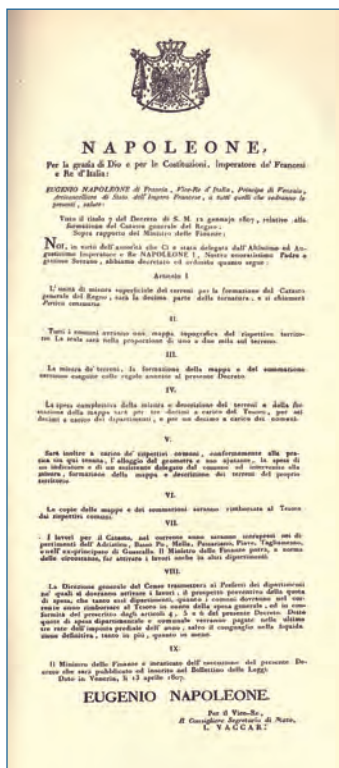 NAPOLEONE,
Per la grazia di Dio e per le Costituzioni, Imperatore de' Francesi
e Re d'Italia:
EUGENIO NAPOLEONE di Francia, Vice-Re d'Italia, Principe di Venezia,
Arcicancelliere di Stato dell'Impero Francese, a tutti quelli che vedranno le
presenti, salute:
Visto il titolo 7 del Decreto di S. M. 12 gennajo 1807, relativo alla
formazione del Catastro generale del Regno;
Sopra rapporto del Ministro delle Finanze;
NOI, in virtù dell'autorità che Ci è stata delegata dall'Altissimo ed Au-
gustissimo Imperatore e Re NAPOLEONE I, Nostro onoratissimo Padre e
grazioso Sovrano, abbiamo decretato ed ordinato quanto segue:
Articolo I
L'unità di misura superficiale dei terreni per la formazione del Catastro
generale del Regno, sarà la decima parte della tornatura, e si chiamerà
Pertica censuaria
II.
Tutti i comuni avranno una mappa topografica del rispettivo territo-
rio. La scala sarà nella proporzione di uno a due mila sul terreno.
III.
La misura de' terreni, la formazione della mappa e del sommarione
saranno eseguite nelle regole annesse al presente Decreto.
IV.
La spesa complessiva della misura e descrizione dei terreni e della for-
mazione della mappa sarà per tre decimi a carico del Tesoro, per sei
decimi a carico dei dipartimenti, e per un decimo a carico dei comuni.
V.
Sarà inoltre a carico de' rispettivi comuni, conformemente alla pra-
tica sin qui tenuta, l'alloggio del geometra e suo ajutante, la spesa di
un indicatore e di un assistente delegato dal comune ad intervenire alla
misura, formazione della mappa e descrizione dei terreni del proprio
territorio
VI.
Le copie delle mappe e dei sommarioni saranno rimborsate al Tesoro
dai rispettivi comuni.
VII.
I lavori per il Catastro, nel corrente anno saranno intrapresi nei di-
partimenti dell'Adriatico, Basso Po, Mella, Passariano, Piave, Tagliamento,
e nell'ex-principato di Guastalla. Il Ministro delle Finanze potrà, a norma
delle circostanze, far attivare i lavori anche in altri dipartimenti.
VIII.
La Direzione generale del Censo trasmetterà ai Prefetti dei dipartimenti
ne' quali si dovranno attivare i lavori, il prospetto preventivo della quota
di spesa, che tanto essi dipartimenti, quanto i comuni dovranno nel cor-
rente anno rimborsare al Tesoro in conto della spesa generale, ed in con-
formità del prescritto dagli articoli 4, 5 e 6 del presente Decreto. Dette
quote di spesa dipartimentale e comunale verranno pagate nelle ultime
tre rate dell'imposta prediale dell'anno, salvo il conguaglio nella liquida-
zione definitiva, tanto in più, quanto in meno.
IX.
Il Ministro delle Finanze è incaricato dell'esecuzione del presente De-
creto che sarà pubblicato ed inserito nel Bollettino delle Leggi.
Dato in Venezia, li 13 aprile 1807.
EUGENIO NAPOLEONE.
Per il Vice-Re,
Il Consigliere Segretario di Stato,
L. VACCARI